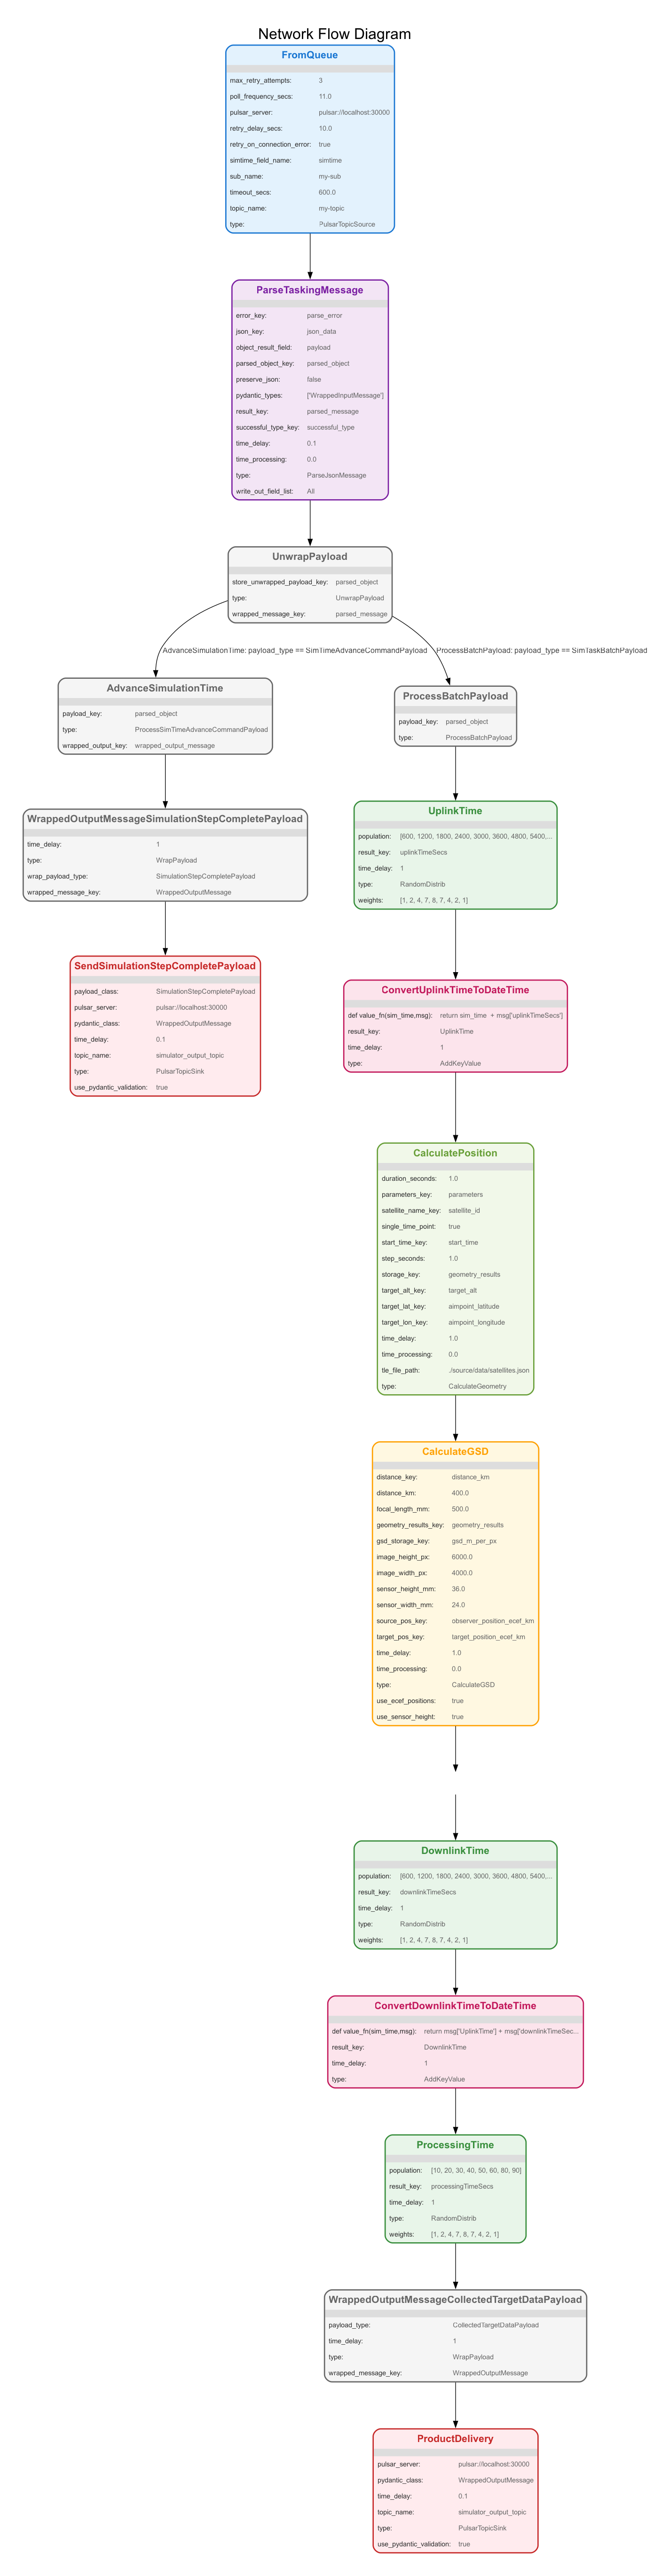 Network Flow Diagram
FromQueue
max_retry_attempts: 3
poll_frequency_secs: 11.0
pulsar_server: pulsar://localhost:30000
retry_delay_secs: 10.0
retry_on_connection_error: true
simtime_field_name: simtime
sub_name: my-sub
timeout_secs: 600.0
topic_name: my-topic
type: PulsarTopicSource
ParseTaskingMessage
error_key: parse_error
json_key: json_data
object_result_field: payload
parsed_object_key: parsed_object
preserve_json: false
pydantic_types: ['WrappedInputMessage']
result_key: parsed_message
successful_type_key: successful_type
time_delay: 0.1
time_processing: 0.0
type: ParseJsonMessage
write_out_field_list: All
UnwrapPayload
store_unwrapped_payload_key: parsed_object
type: UnwrapPayload
wrapped_message_key: parsed_message
AdvanceSimulationTime: payload_type == SimTimeAdvanceCommandPayload
ProcessBatchPayload: payload_type == SimTaskBatchPayload
AdvanceSimulationTime
payload_key: parsed_object
type: ProcessSimTimeAdvanceCommandPayload
wrapped_output_key: wrapped_output_message
WrappedOutputMessageSimulationStepCompletePayload
time_delay: 1
type: WrapPayload
wrap_payload_type: SimulationStepCompletePayload
wrapped_message_key: WrappedOutputMessage
SendSimulationStepCompletePayload
payload_class: SimulationStepCompletePayload
pulsar_server: pulsar://localhost:30000
pydantic_class: WrappedOutputMessage
time_delay: 0.1
topic_name: simulator_output_topic
type: PulsarTopicSink
use_pydantic_validation: true
ProcessBatchPayload
payload_key: parsed_object
type: ProcessBatchPayload
UplinkTime
population: [600, 1200, 1800, 2400, 3000, 3600, 4800, 5400,...
result_key: uplinkTimeSecs
time_delay: 1
type: RandomDistrib
weights: [1, 2, 4, 7, 8, 7, 4, 2, 1]
ConvertUplinkTimeToDateTime
def value_fn(sim_time,msg): return sim_time + msg['uplinkTimeSecs']
result_key: UplinkTime
time_delay: 1
type: AddKeyValue
CalculatePosition
duration_seconds: 1.0
parameters_key: parameters
satellite_name_key: satellite_id
single_time_point: true
start_time_key: start_time
step_seconds: 1.0
storage_key: geometry_results
target_alt_key: target_alt
target_lat_key: aimpoint_latitude
target_lon_key: aimpoint_longitude
time_delay: 1.0
time_processing: 0.0
tle_file_path: ./source/data/satellites.json
type: CalculateGeometry
CalculateGSD
distance_key: distance_km
distance_km: 400.0
focal_length_mm: 500.0
geometry_results_key: geometry_results
gsd_storage_key: gsd_m_per_px
image_height_px: 6000.0
image_width_px: 4000.0
sensor_height_mm: 36.0
sensor_width_mm: 24.0
source_pos_key: observer_position_ecef_km
target_pos_key: target_position_ecef_km
time_delay: 1.0
time_processing: 0.0
type: CalculateGSD
use_ecef_positions: true
use_sensor_height: true
DownlinkTime
population: [600, 1200, 1800, 2400, 3000, 3600, 4800, 5400,...
result_key: downlinkTimeSecs
time_delay: 1
type: RandomDistrib
weights: [1, 2, 4, 7, 8, 7, 4, 2, 1]
ConvertDownlinkTimeToDateTime
def value_fn(sim_time,msg): return msg['UplinkTime'] + msg['downlinkTimeSec...
result_key: DownlinkTime
time_delay: 1
type: AddKeyValue
ProcessingTime
population: [10, 20, 30, 40, 50, 60, 80, 90]
result_key: processingTimeSecs
time_delay: 1
type: RandomDistrib
weights: [1, 2, 4, 7, 8, 7, 4, 2, 1]
WrappedOutputMessageCollectedTargetDataPayload
payload_type: CollectedTargetDataPayload
time_delay: 1
type: WrapPayload
wrapped_message_key: WrappedOutputMessage
ProductDelivery
pulsar_server: pulsar://localhost:30000
pydantic_class: WrappedOutputMessage
time_delay: 0.1
topic_name: simulator_output_topic
type: PulsarTopicSink
use_pydantic_validation: true